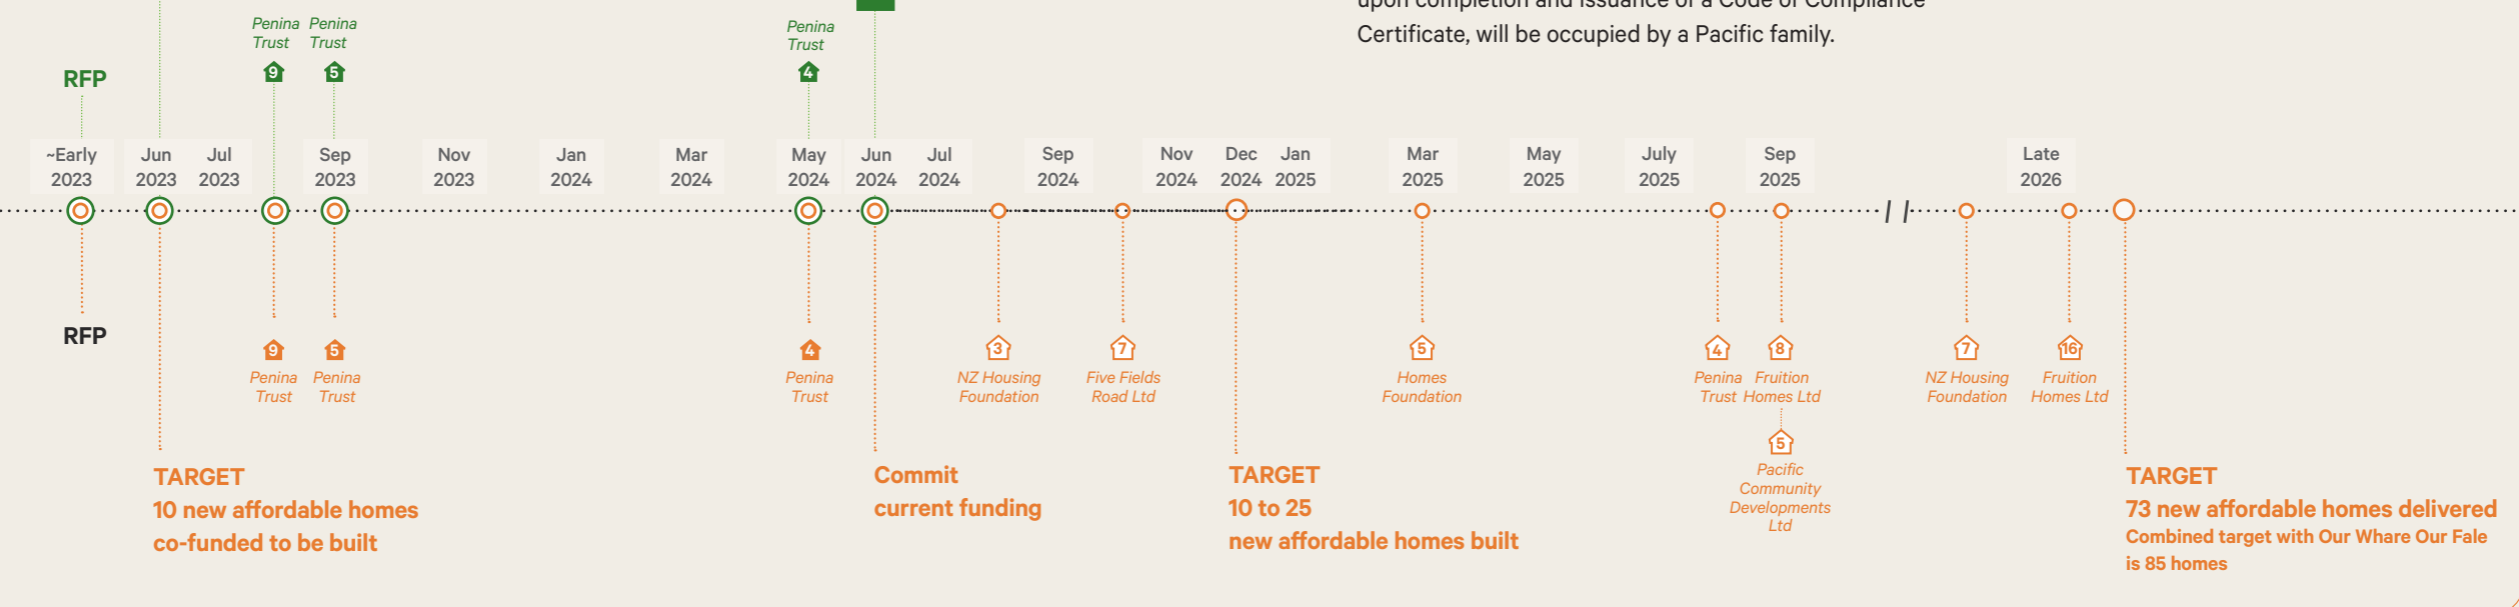 upon completion and issuance of a Code of Compliance
Certificate, will be occupied by a Pacific family.
Penina
Trust
9
Penina
Trust
5
Penina
Trust
4
RFP
~Early
2023
Jun
2023
Jul
2023
Sep
2023
Nov
2023
Jan
2024
Mar
2024
May
2024
Jun
2024
Jul
2024
Sep
2024
Nov
2024
Dec
2024
Jan
2025
Mar
2025
May
2025
July
2025
Sep
2025
Late
2026
RFP
9
Penina
Trust
5
Penina
Trust
4
Penina
Trust
3
NZ Housing
Foundation
7
Five Fields
Road Ltd
5
Homes
Foundation
4
Penina
Trust
8
Fruition
Homes Ltd
5
Pacific
Community
Developments
Ltd
7
NZ Housing
Foundation
16
Fruition
Homes Ltd
TARGET
10 new affordable homes
co-funded to be built
Commit
current funding
TARGET
10 to 25
new affordable homes built
TARGET
73 new affordable homes delivered
Combined target with Our Whare Our Fale
is 85 homes